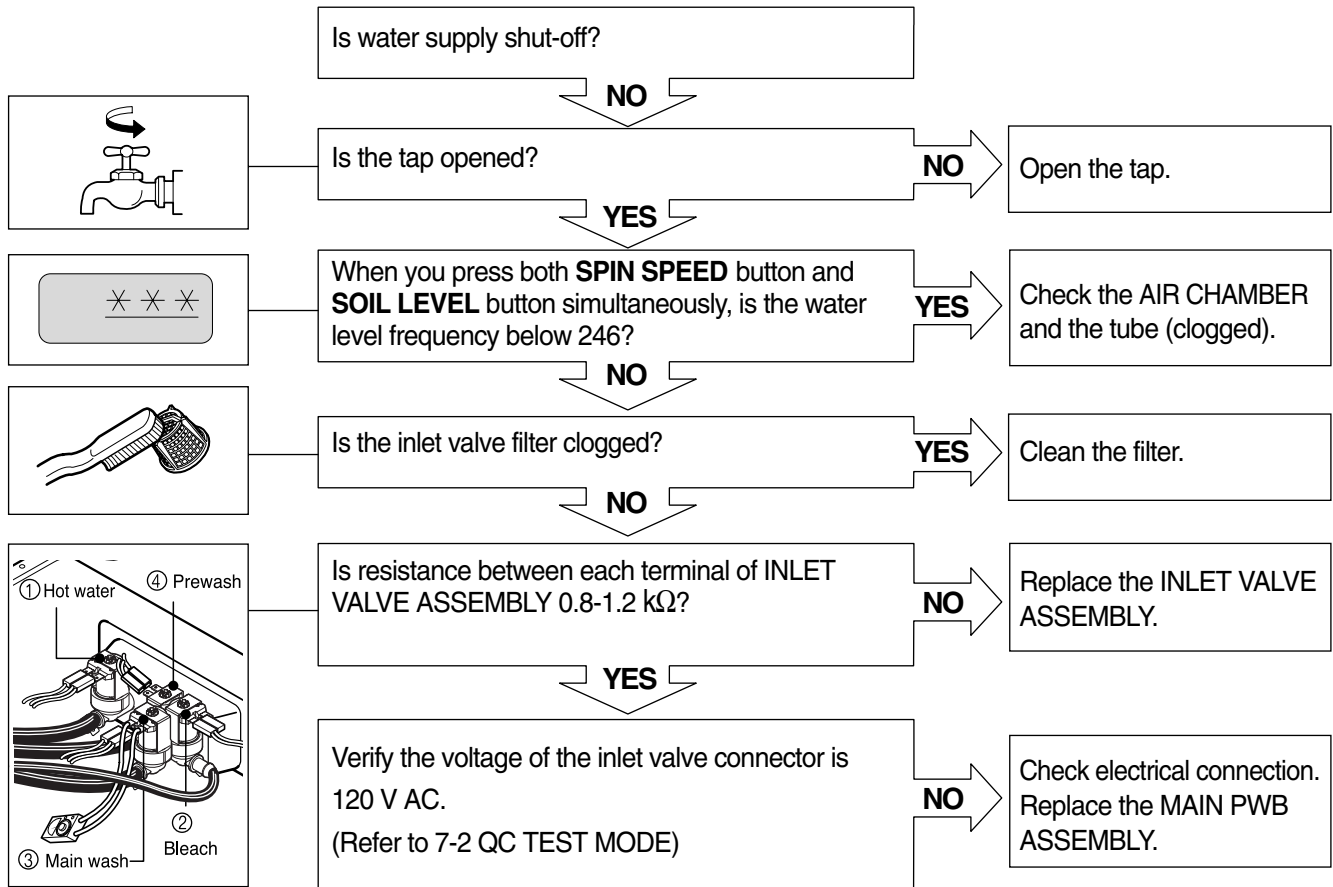 Is water supply shut-off?
NO
Is the tap opened?
NO
Open the tap.
YES
When you press both SPIN SPEED button and
SOIL LEVEL button simultaneously, is the water
level frequency below 246?
YES
Check the AIR CHAMBER
and the tube (clogged).
NO
Is the inlet valve filter clogged?
YES
Clean the filter.
NO
① Hot water
④ Prewash
②
Bleach
③ Main wash
Is resistance between each terminal of INLET
VALVE ASSEMBLY 0.8-1.2 kΩ?
NO
Replace the INLET VALVE
ASSEMBLY.
YES
Verify the voltage of the inlet valve connector is
120 V AC.
(Refer to 7-2 QC TEST MODE)
NO
Check electrical connection.
Replace the MAIN PWB
ASSEMBLY.